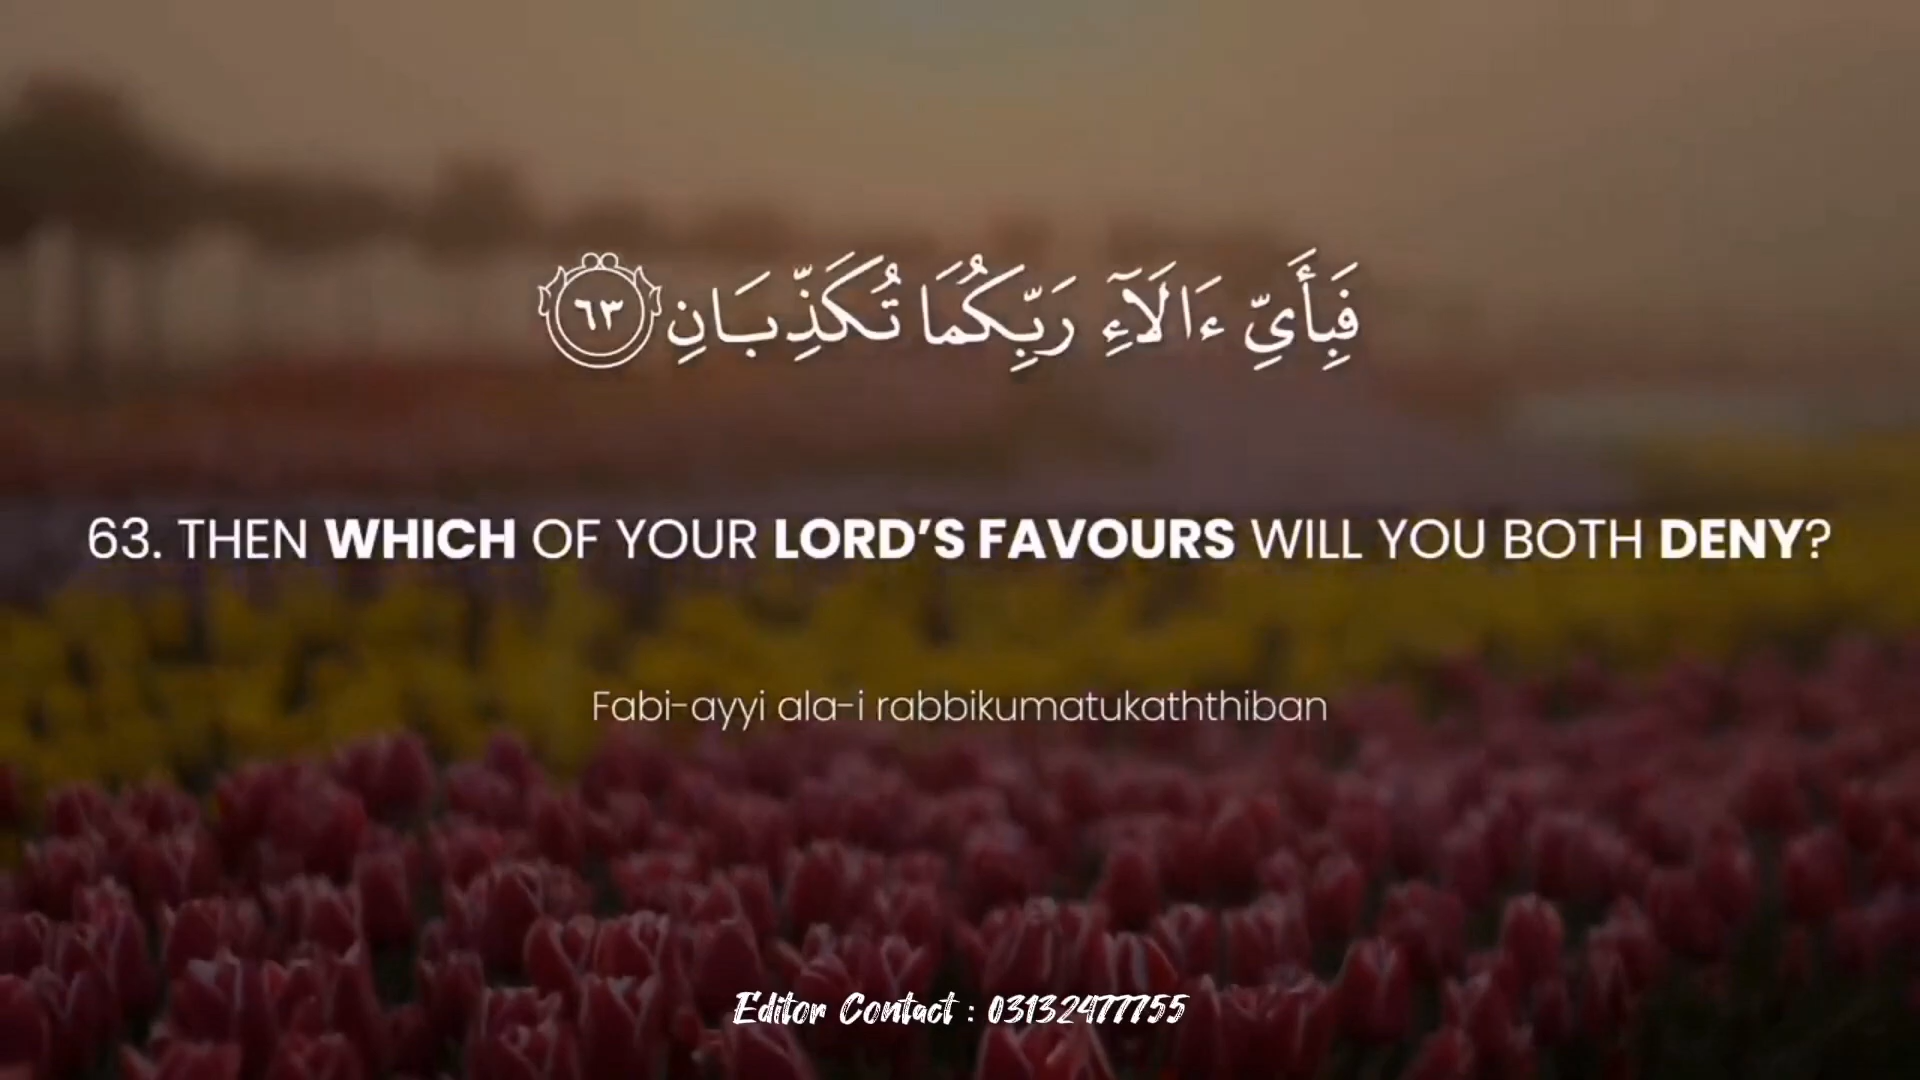 فَبِأَيِّ ءَالَآءِ رَبِّكُمَا تُكَذِّبَانِ ٦٣
63. THEN WHICH OF YOUR LORD’S FAVOURS WILL YOU BOTH DENY?
Fabi-ayyi ala-i rabbikumatukaththiban
Editor Contact : 03132477755